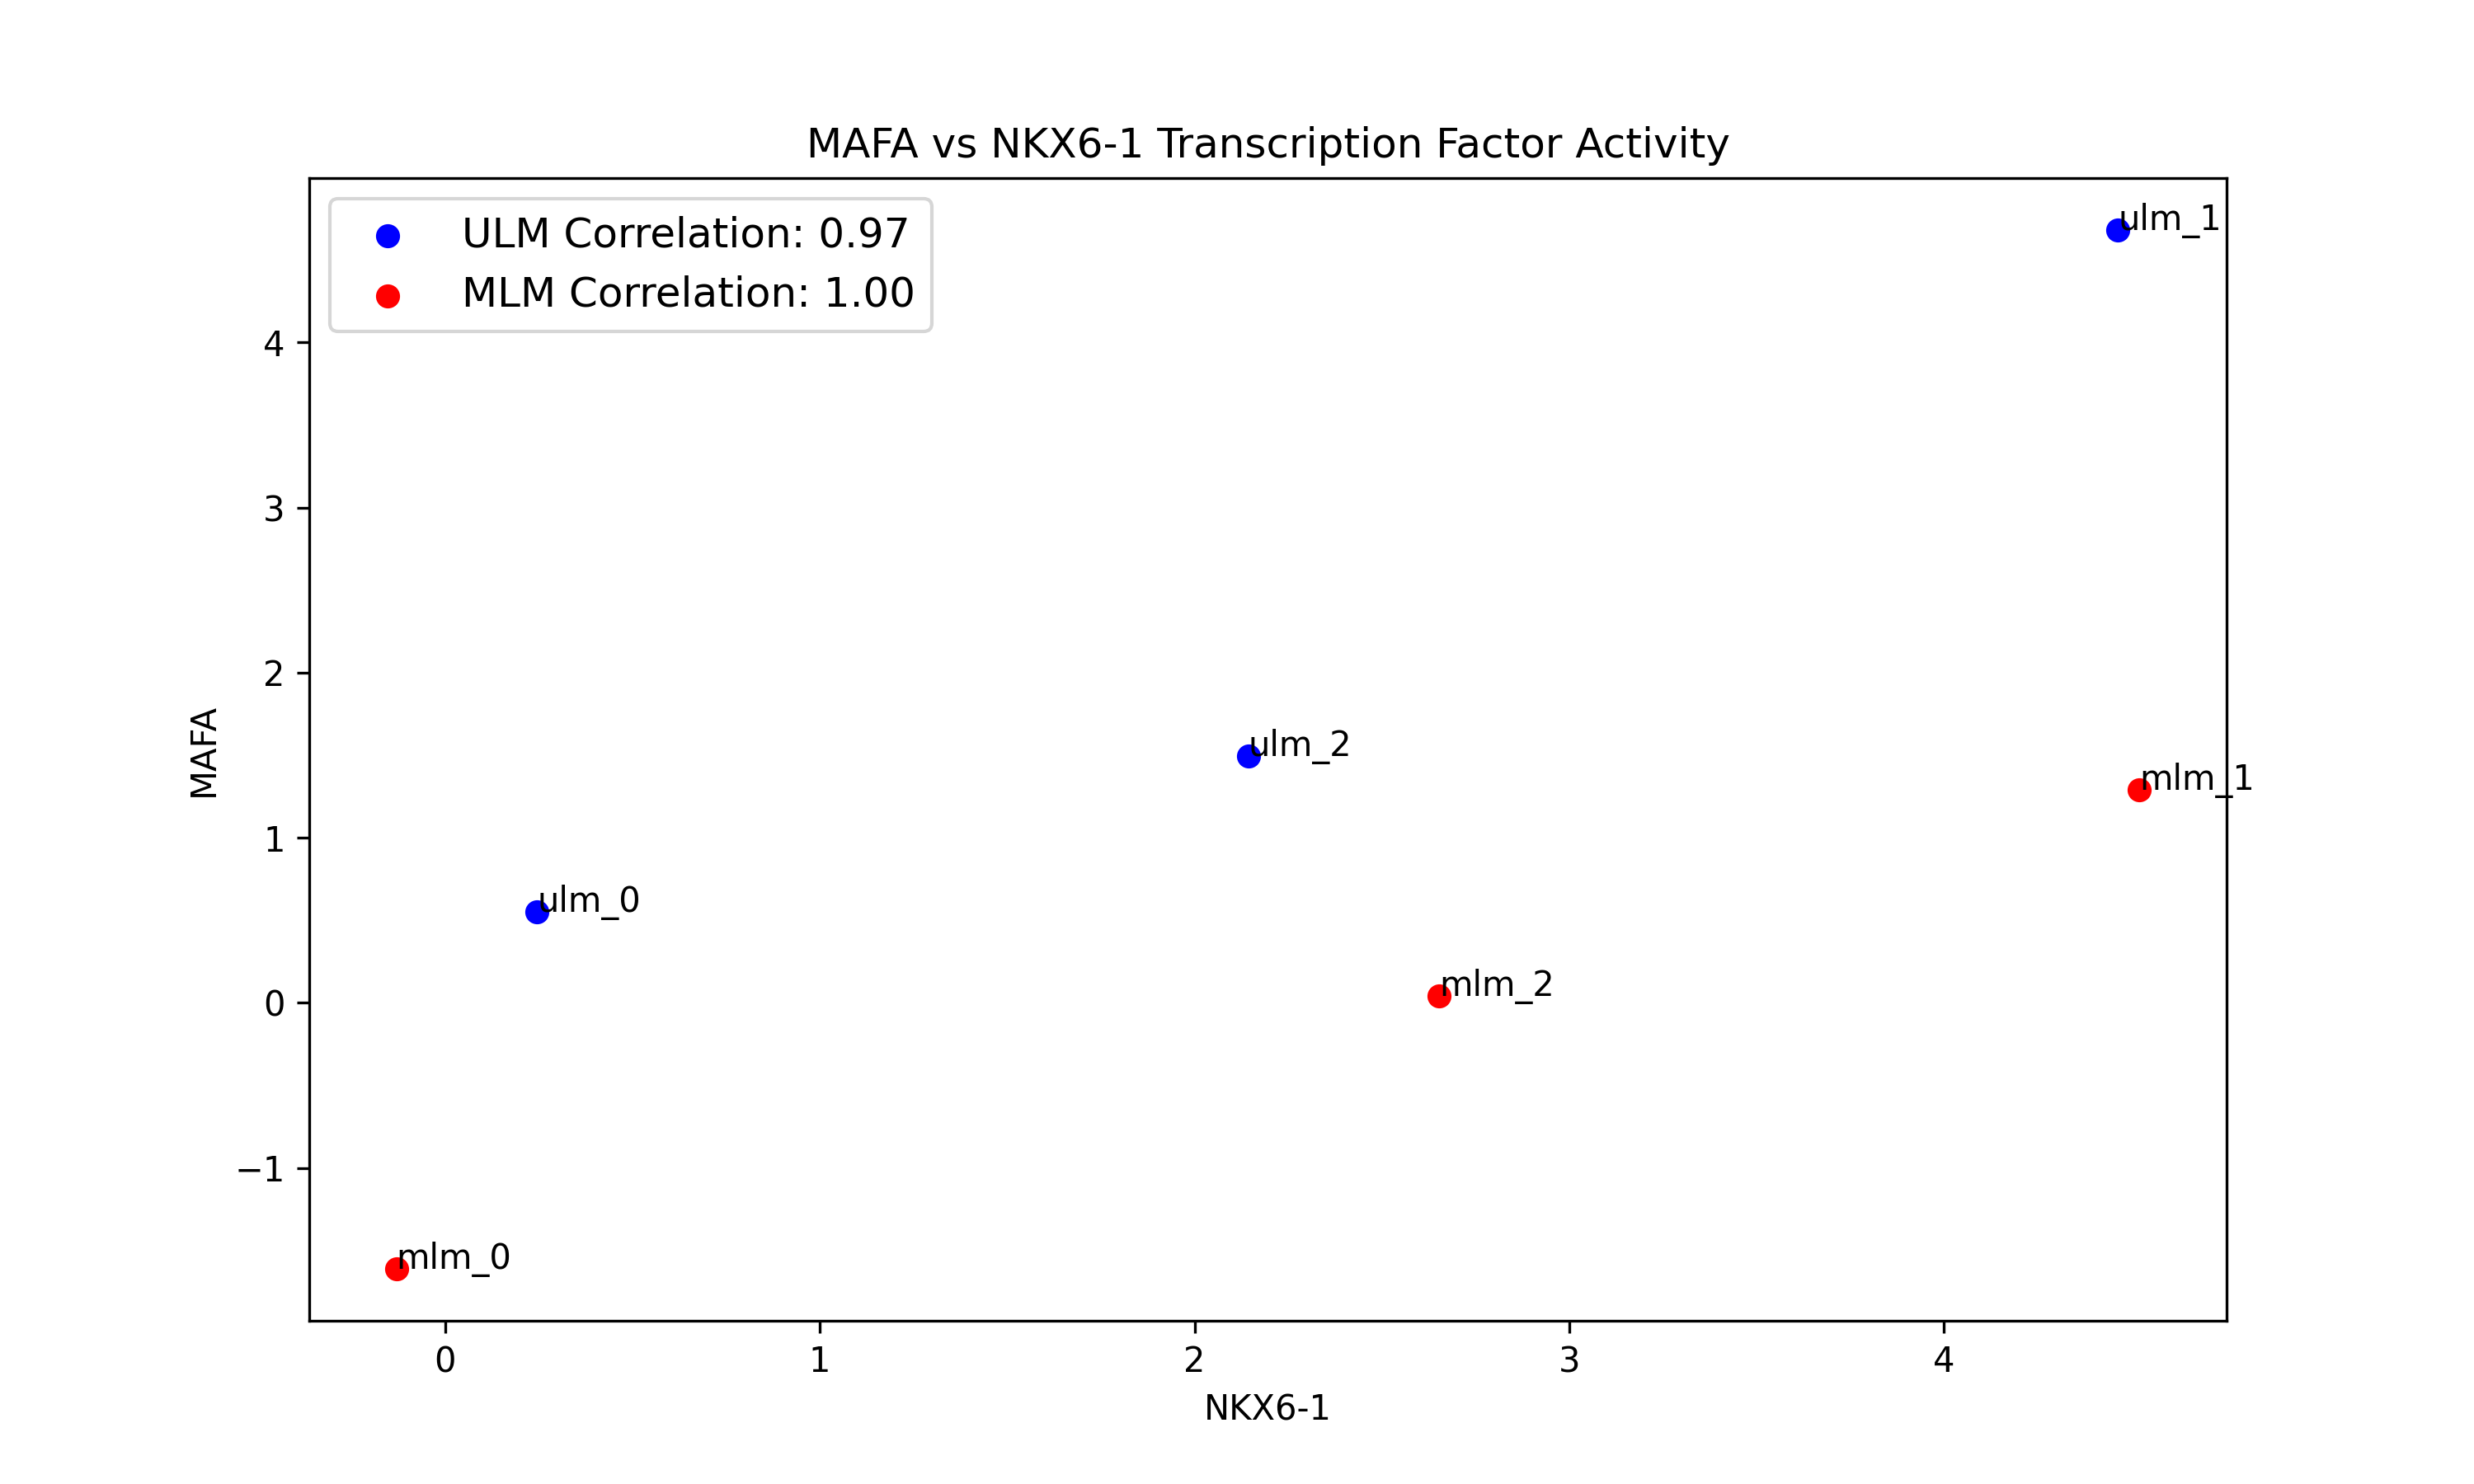 MAFA vs NKX6-1 Transcription Factor Activity
ULM Correlation: 0.97
MLM Correlation: 1.00
ulm_1
4
3
2
ulm_2
mlm_1
MAFA
1
ulm_0
mlm_2
0
−1
mlm_0
0 1 2 3 4
NKX6-1